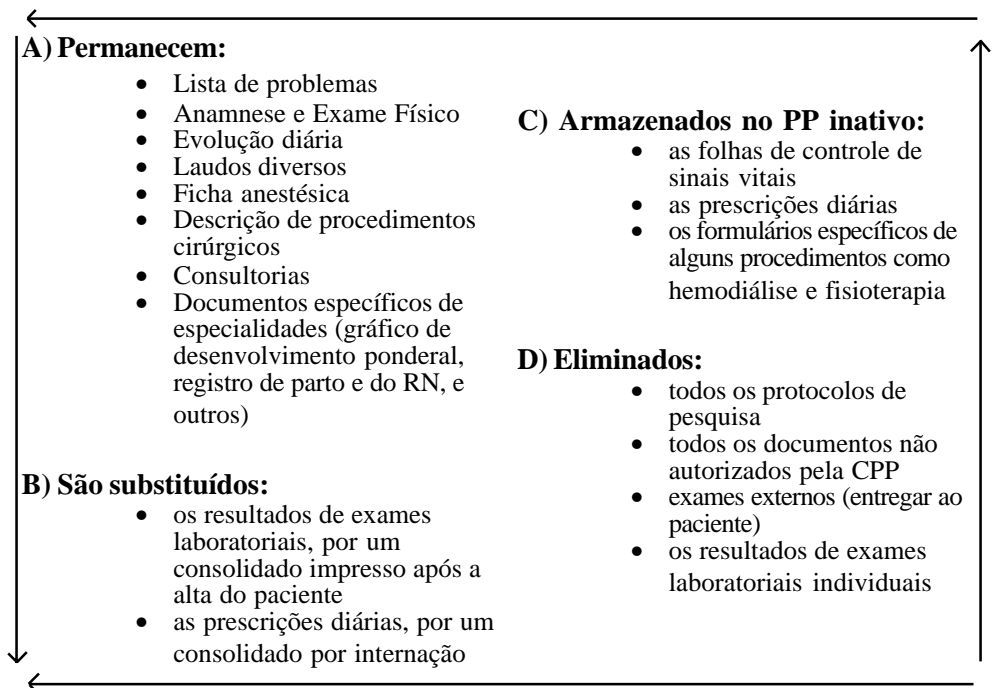 A) Permanecem:
• Lista de problemas
• Anamnese e Exame Físico
• Evolução diária
• Laudos diversos
• Ficha anestésica
• Descrição de procedimentos
cirúrgicos
• Consultorias
• Documentos específicos de
especialidades (gráfico de
desenvolvimento ponderal,
registro de parto e do RN, e
outros)
B) São substituídos:
• os resultados de exames
laboratoriais, por um
consolidado impresso após a
alta do paciente
• as prescrições diárias, por um
consolidado por internação
C) Armazenados no PP inativo:
• as folhas de controle de
sinais vitais
• as prescrições diárias
• os formulários específicos de
alguns procedimentos como
hemodiálise e fisioterapia
D) Eliminados:
• todos os protocolos de
pesquisa
• todos os documentos não
autorizados pela CPP
• exames externos (entregar ao
paciente)
• os resultados de exames
laboratoriais individuais